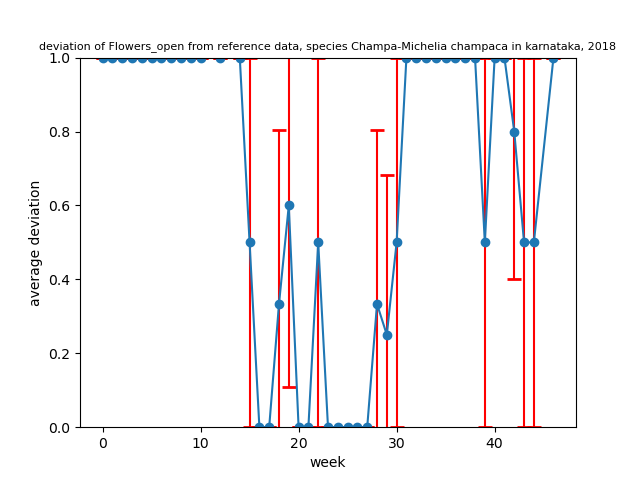 deviation of Flowers_open from reference data, species Champa-Michelia champaca in karnataka, 2018
1.0
0.8
0.6
0.4
0.2
0.0
average deviation
0 10 20 30 40
week